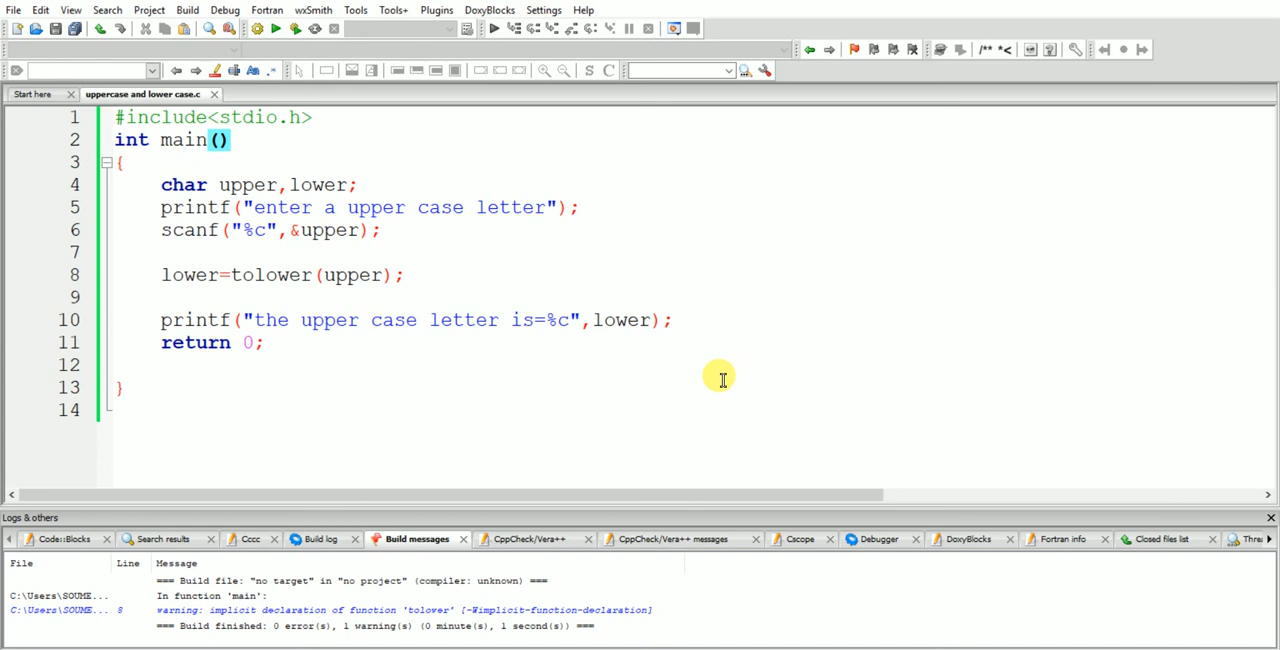 File Edit View Search Project Build Debug Fortran wxSmith Tools Tools+ Plugins DoxyBlocks Settings Help
/** *<
S C
Start here uppercase and lower case.c
1 #include<stdio.h>
2 int main()
3 {
4 char upper,lower;
5 printf("enter a upper case letter");
6 scanf("%c",&upper);
7
8 lower=tolower(upper);
9
10 printf("the upper case letter is=%c",lower);
11 return 0;
12
13 }
14
Logs & others
Code::Blocks Search results Cccc Build log Build messages CppCheck/Vera++ CppCheck/Vera++ messages Cscope Debugger DoxyBlocks Fortran info Closed files list Threa
File Line Message
=== Build file: "no target" in "no project" (compiler: unknown) ===
C:\Users\SOUME... In function 'main':
C:\Users\SOUME... 8 warning: implicit declaration of function 'tolower' [-Wimplicit-function-declaration]
=== Build finished: 0 error(s), 1 warning(s) (0 minute(s), 1 second(s)) ===